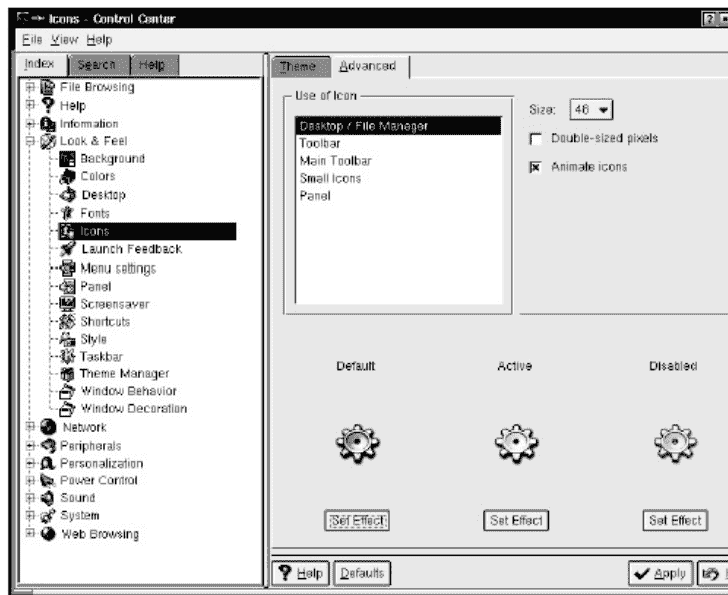 Icons - Control Center
File View Help
Index Search Help
File Browsing
Help
Information
Look & Feel
Background
Colors
Desktop
Fonts
Icons
Launch Feedback
Menu settings
Panel
Screensaver
Shortcuts
Style
Taskbar
Theme Manager
Window Behavior
Window Decoration
Network
Peripherals
Personalization
Power Control
Sound
System
Web Browsing
Theme Advanced
Use of Icon
Desktop / File Manager
Toolbar
Main Toolbar
Small Icons
Panel
Size: 48
Double-sized pixels
Animate icons
Default Active Disabled
Set Effect Set Effect Set Effect
? Help Defaults Apply